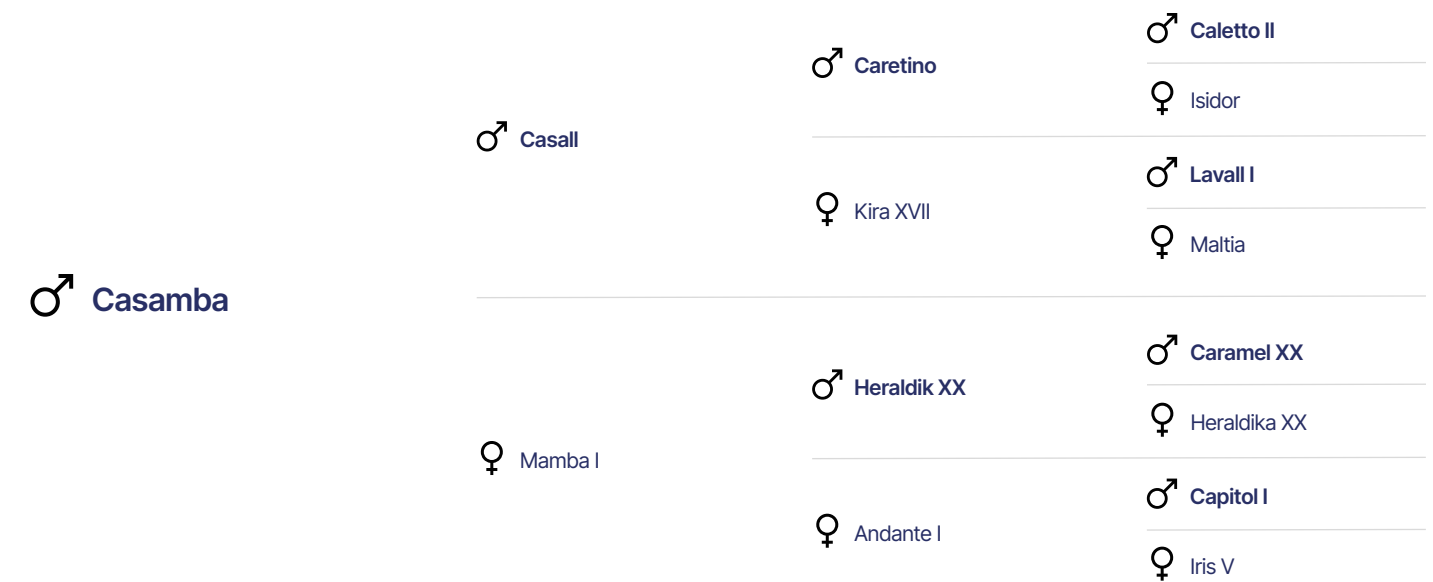 Caletto II
Caretino
Isidor
Casall
Lavall I
Kira XVII
Maltia
Casamba
Caramel XX
Heraldik XX
Heraldika XX
Mamba I
Capitol I
Andante I
Iris V